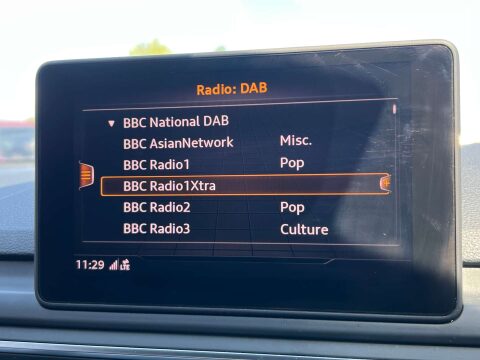 Radio: DAB
BBC National DAB
BBC AsianNetwork Misc.
BBC Radio1 Pop
BBC Radio1Xtra
BBC Radio2 Pop
BBC Radio3 Culture
11:29 LTE